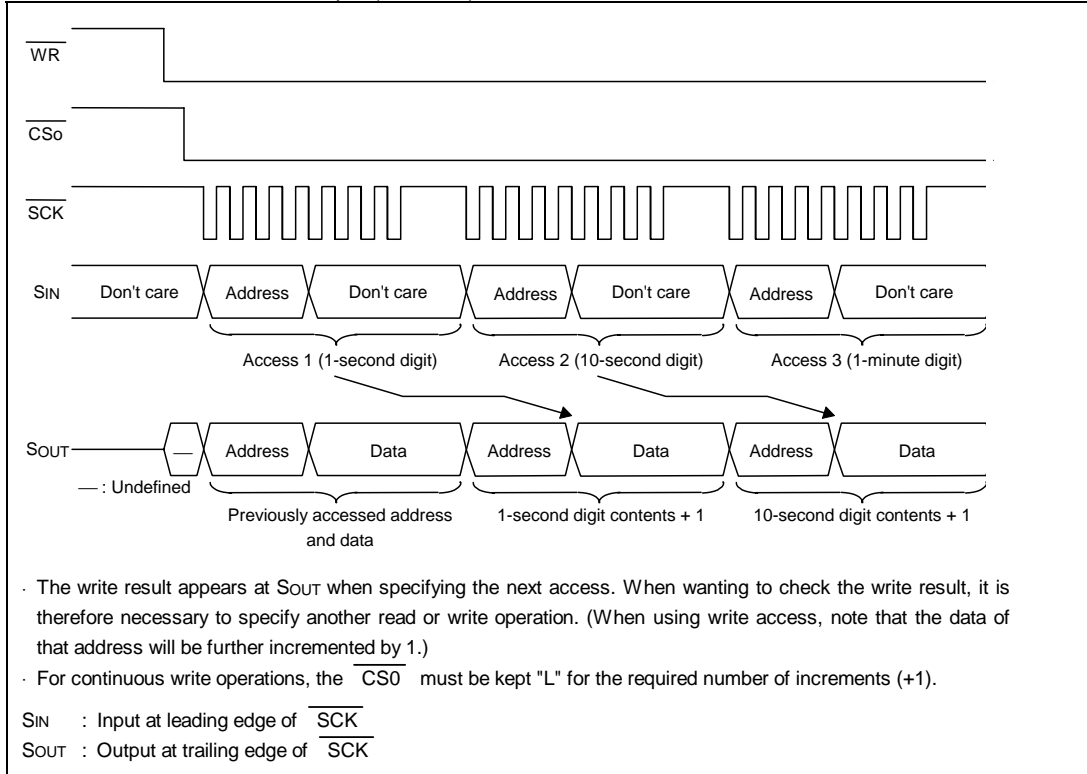 WR
CSo
SCK
SIN Don't care Address Don't care Address Don't care Address Don't care
Access 1 (1-second digit) Access 2 (10-second digit) Access 3 (1-minute digit)
SOUT — Address Data Address Data Address Data
— : Undefined
Previously accessed address and data 1-second digit contents + 1 10-second digit contents + 1
· The write result appears at SOUT when specifying the next access. When wanting to check the write result, it is
therefore necessary to specify another read or write operation. (When using write access, note that the data of
that address will be further incremented by 1.)
· For continuous write operations, the CS0 must be kept "L" for the required number of increments (+1).
SIN : Input at leading edge of SCK
SOUT : Output at trailing edge of SCK